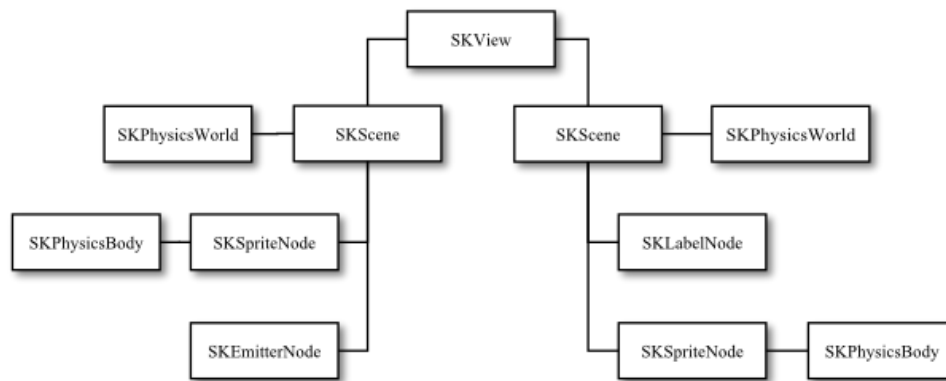 SKView
SKPhysicsWorld
SKScene
SKScene
SKPhysicsWorld
SKPhysicsBody
SKSpriteNode
SKLabelNode
SKEmitterNode
SKSpriteNode
SKPhysicsBody